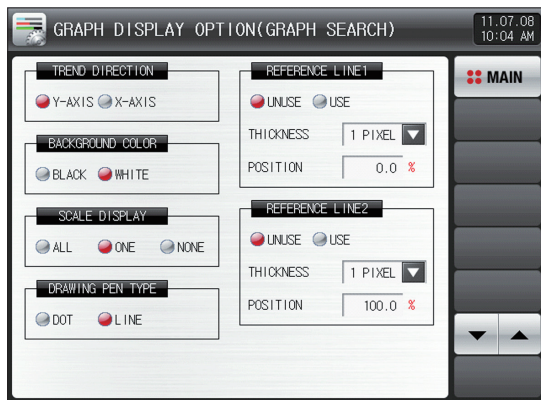 GRAPH DISPLAY OPTION(GRAPH SEARCH)
11.07.08
10:04 AM
TREND DIRECTION
Y-AXIS X-AXIS
BACKGROUND COLOR
BLACK WHITE
SCALE DISPLAY
ALL ONE NONE
DRAWING PEN TYPE
DOT LINE
REFERENCE LINE1
UNUSE USE
THICKNESS 1 PIXEL
POSITION 0.0 %
REFERENCE LINE2
UNUSE USE
THICKNESS 1 PIXEL
POSITION 100.0 %
MAIN